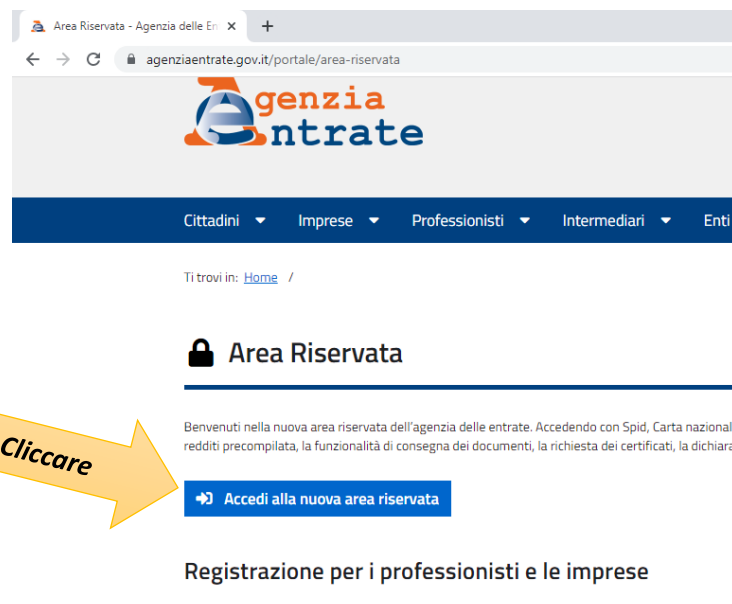 Area Riservata - Agenzia delle En
agenziaentrate.gov.it/portale/area-riservata
Agenzia
Entrate
Cittadini Imprese Professionisti Intermediari Enti
Ti trovi in: Home /
Area Riservata
Benvenuti nella nuova area riservata dell'agenzia delle entrate. Accedendo con Spid, Carta nazional
redditi precompilata, la funzionalità di consegna dei documenti, la richiesta dei certificati, la dichiara
Cliccare
Accedi alla nuova area riservata
Registrazione per i professionisti e le imprese